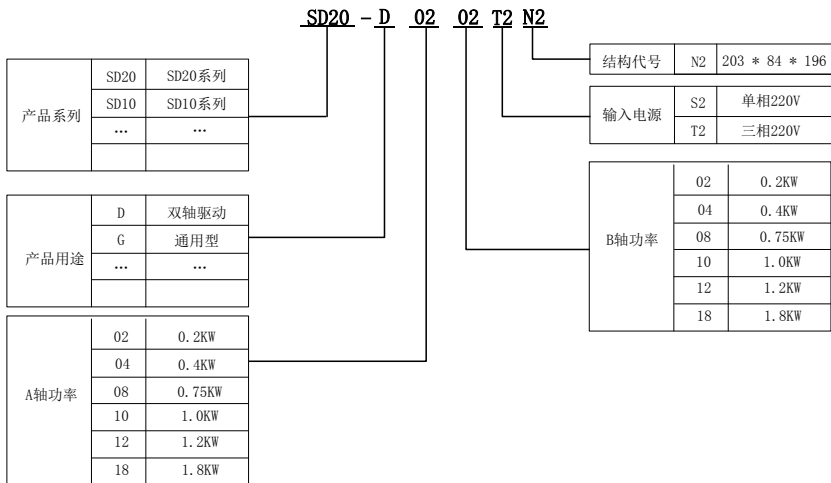 SD20 - D 02 02 T2 N2
产品系列
SD20 SD20系列
SD10 SD10系列
… …
产品用途
D 双轴驱动
G 通用型
… …
A轴功率
02 0.2KW
04 0.4KW
08 0.75KW
10 1.0KW
12 1.2KW
18 1.8KW
结构代号 N2 203 * 84 * 196
输入电源
S2 单相220V
T2 三相220V
B轴功率
02 0.2KW
04 0.4KW
08 0.75KW
10 1.0KW
12 1.2KW
18 1.8KW